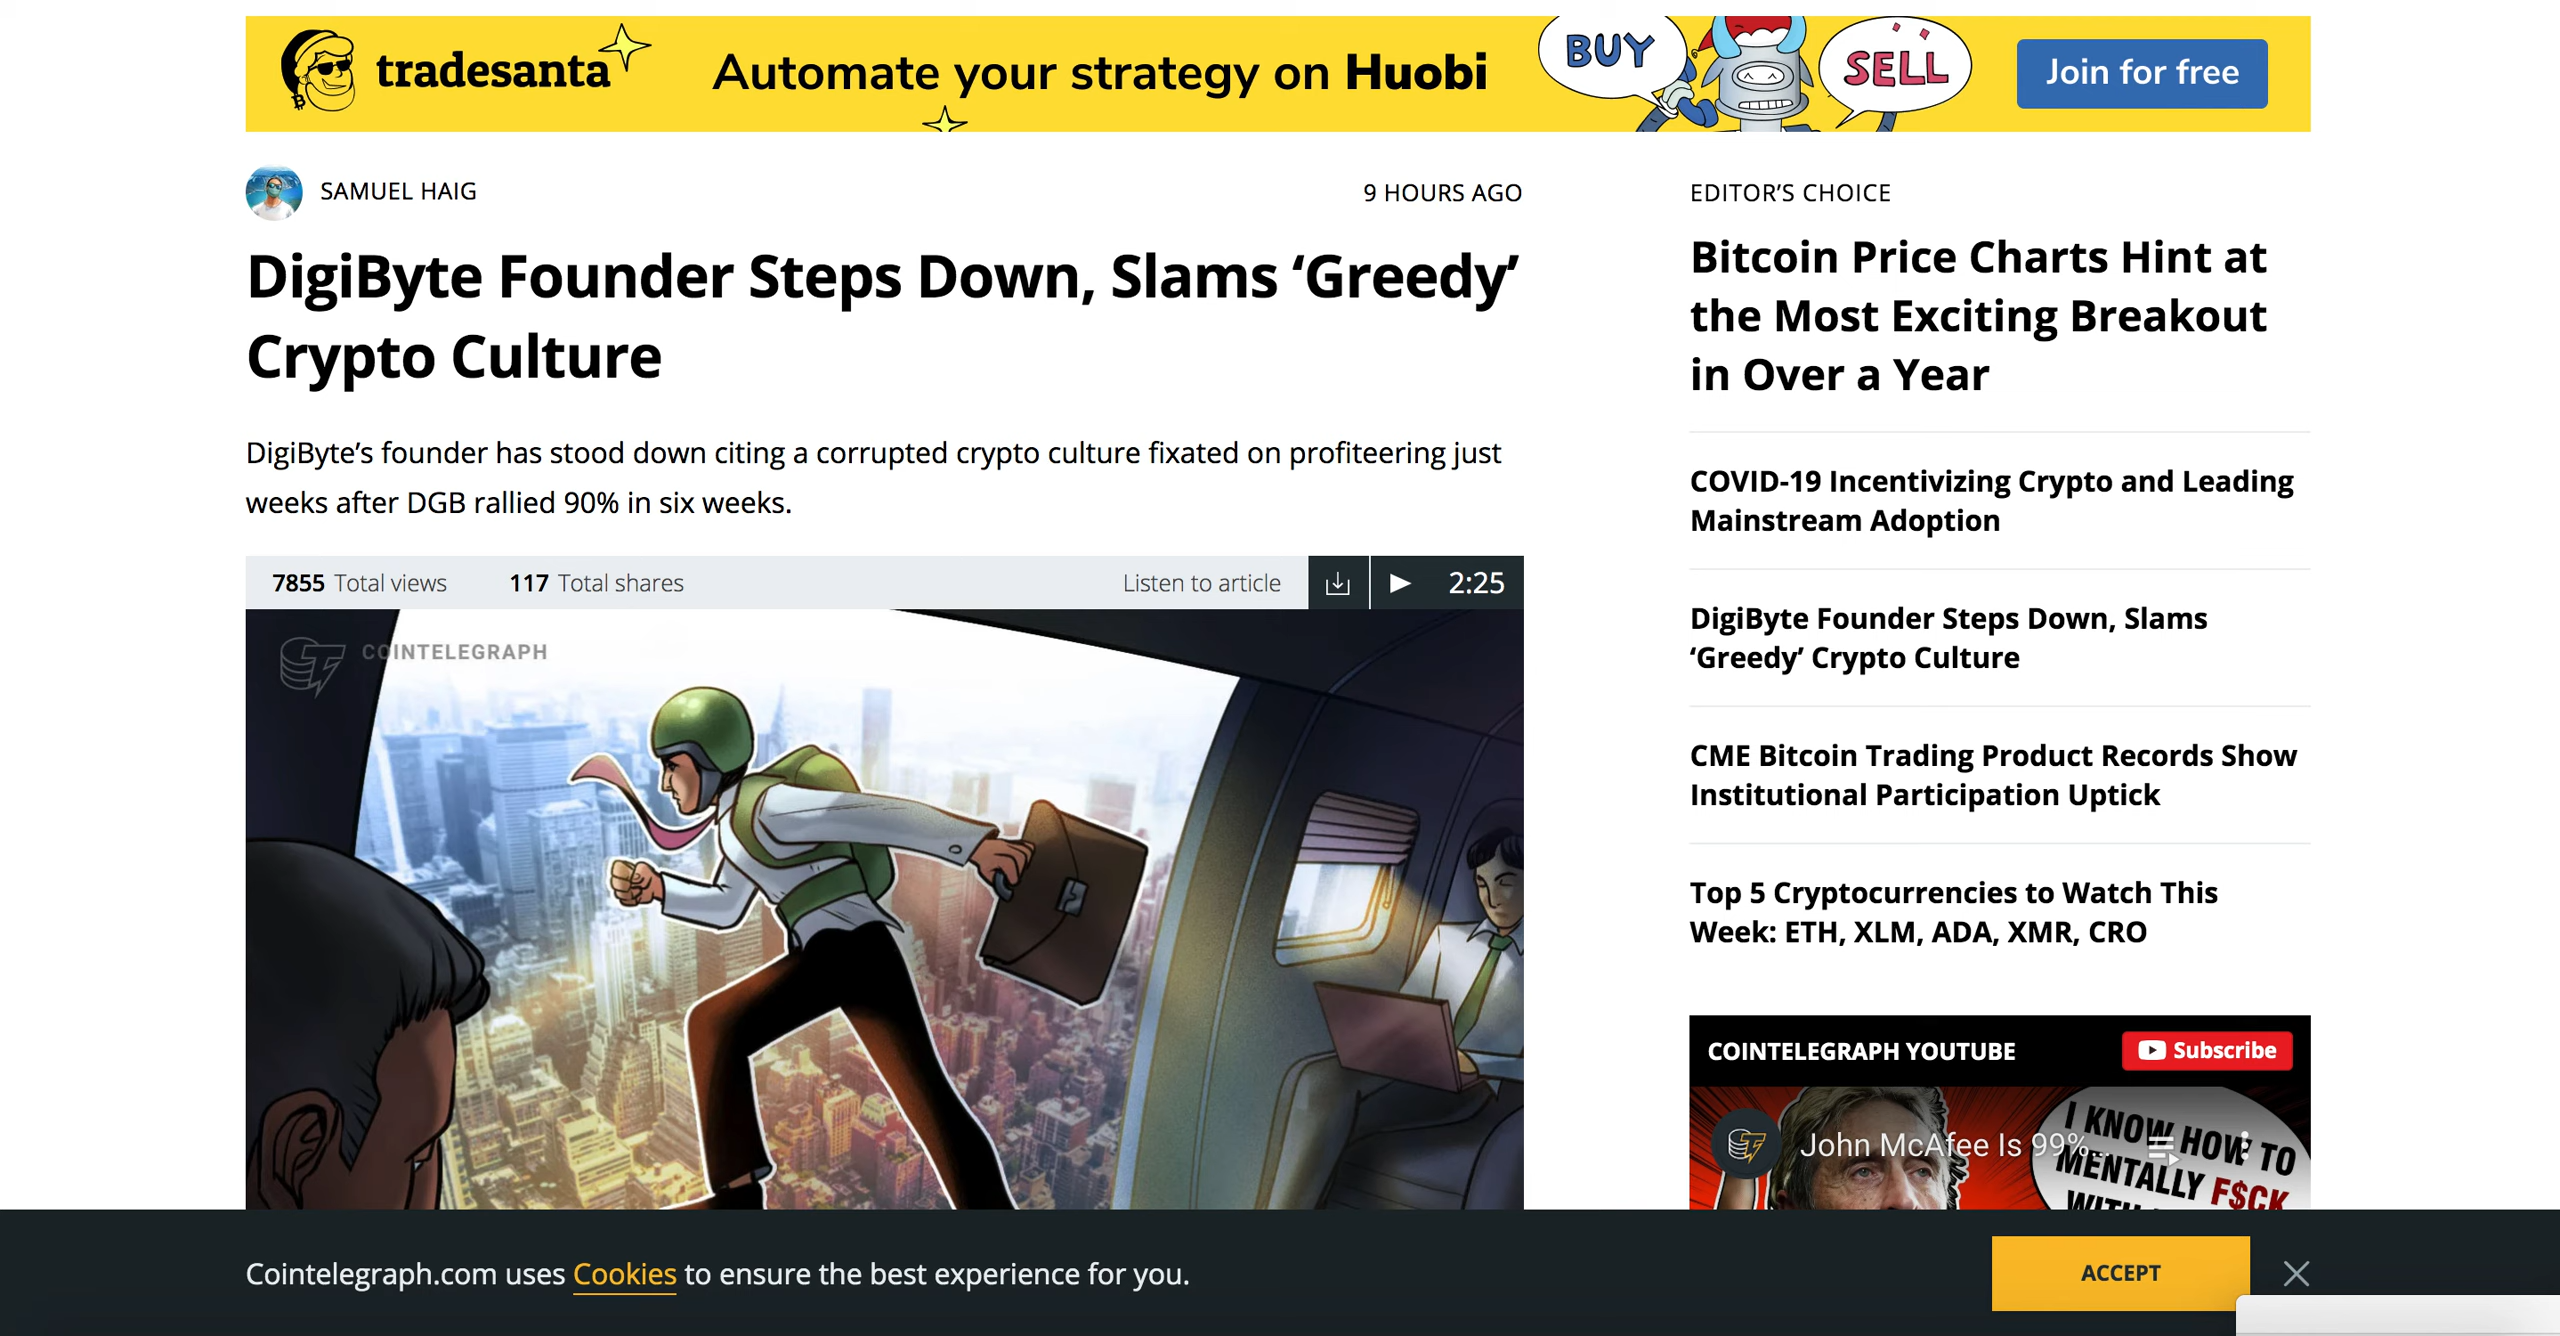 tradesanta
Automate your strategy on Huobi
BUY
SELL
Join for free
SAMUEL HAIG
9 HOURS AGO
DigiByte Founder Steps Down, Slams ‘Greedy’
Crypto Culture
DigiByte’s founder has stood down citing a corrupted crypto culture fixated on profiteering just
weeks after DGB rallied 90% in six weeks.
7855 Total views
117 Total shares
Listen to article
2:25
COINTELEGRAPH
EDITOR’S CHOICE
Bitcoin Price Charts Hint at
the Most Exciting Breakout
in Over a Year
COVID-19 Incentivizing Crypto and Leading
Mainstream Adoption
DigiByte Founder Steps Down, Slams
‘Greedy’ Crypto Culture
CME Bitcoin Trading Product Records Show
Institutional Participation Uptick
Top 5 Cryptocurrencies to Watch This
Week: ETH, XLM, ADA, XMR, CRO
COINTELEGRAPH YOUTUBE
Subscribe
John McAfee Is 99%...
I KNOW HOW TO
MENTALLY F$CK
Cointelegraph.com uses Cookies to ensure the best experience for you.
ACCEPT